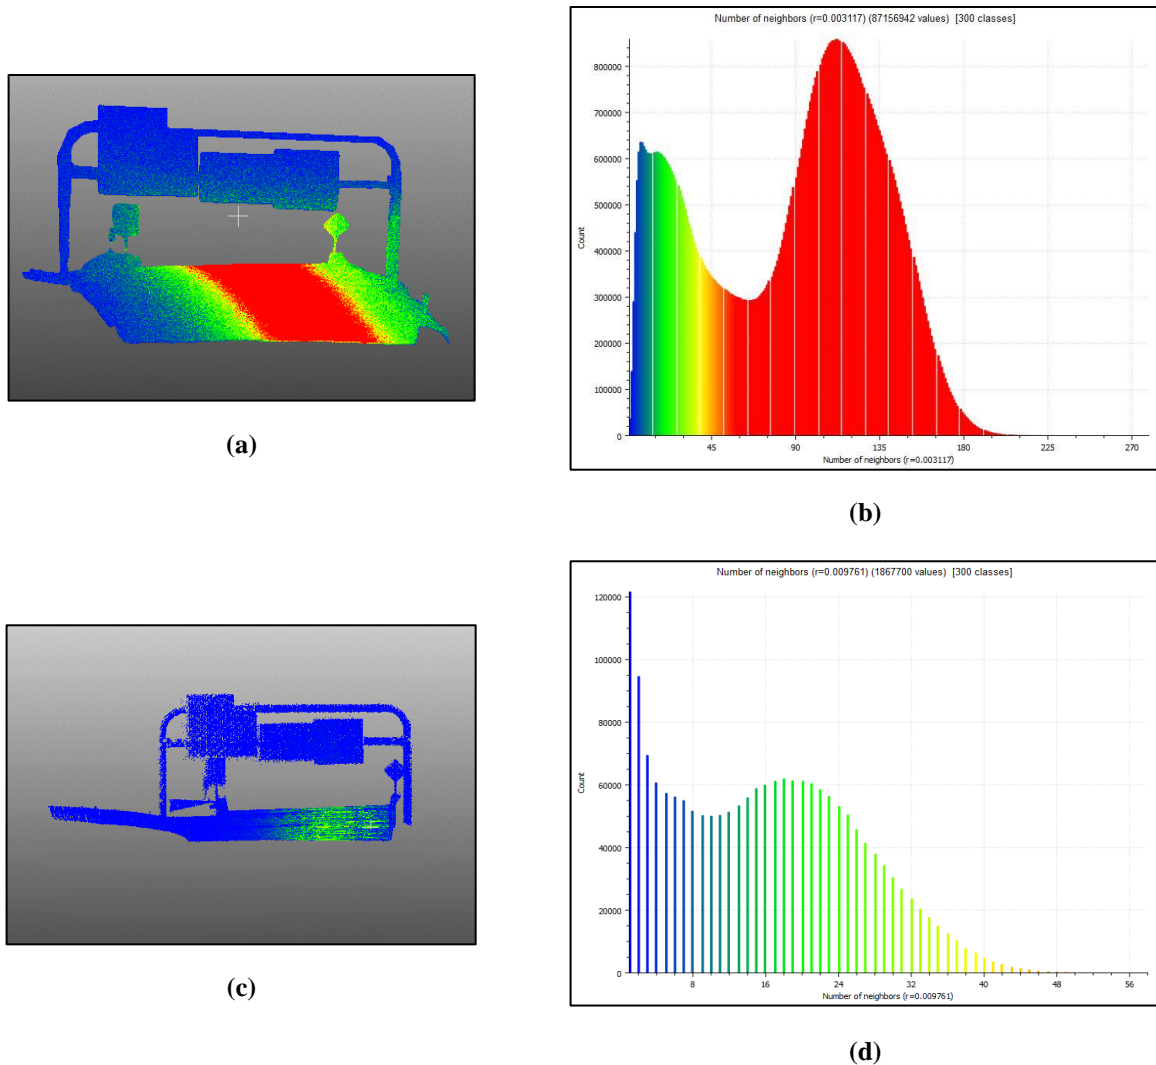 Number of neighbors (r=0.003117) (87156942 values) [300 classes]
800000
700000
600000
500000
400000
300000
200000
100000
0
Count
45 90 135 180 225 270
Number of neighbors (r=0.003117)
(a)
(b)
Number of neighbors (r=0.009761) (1867700 values) [300 classes]
120000
100000
80000
60000
40000
20000
0
Count
8 16 24 32 40 48 56
Number of neighbors (r=0.009761)
(c)
(d)